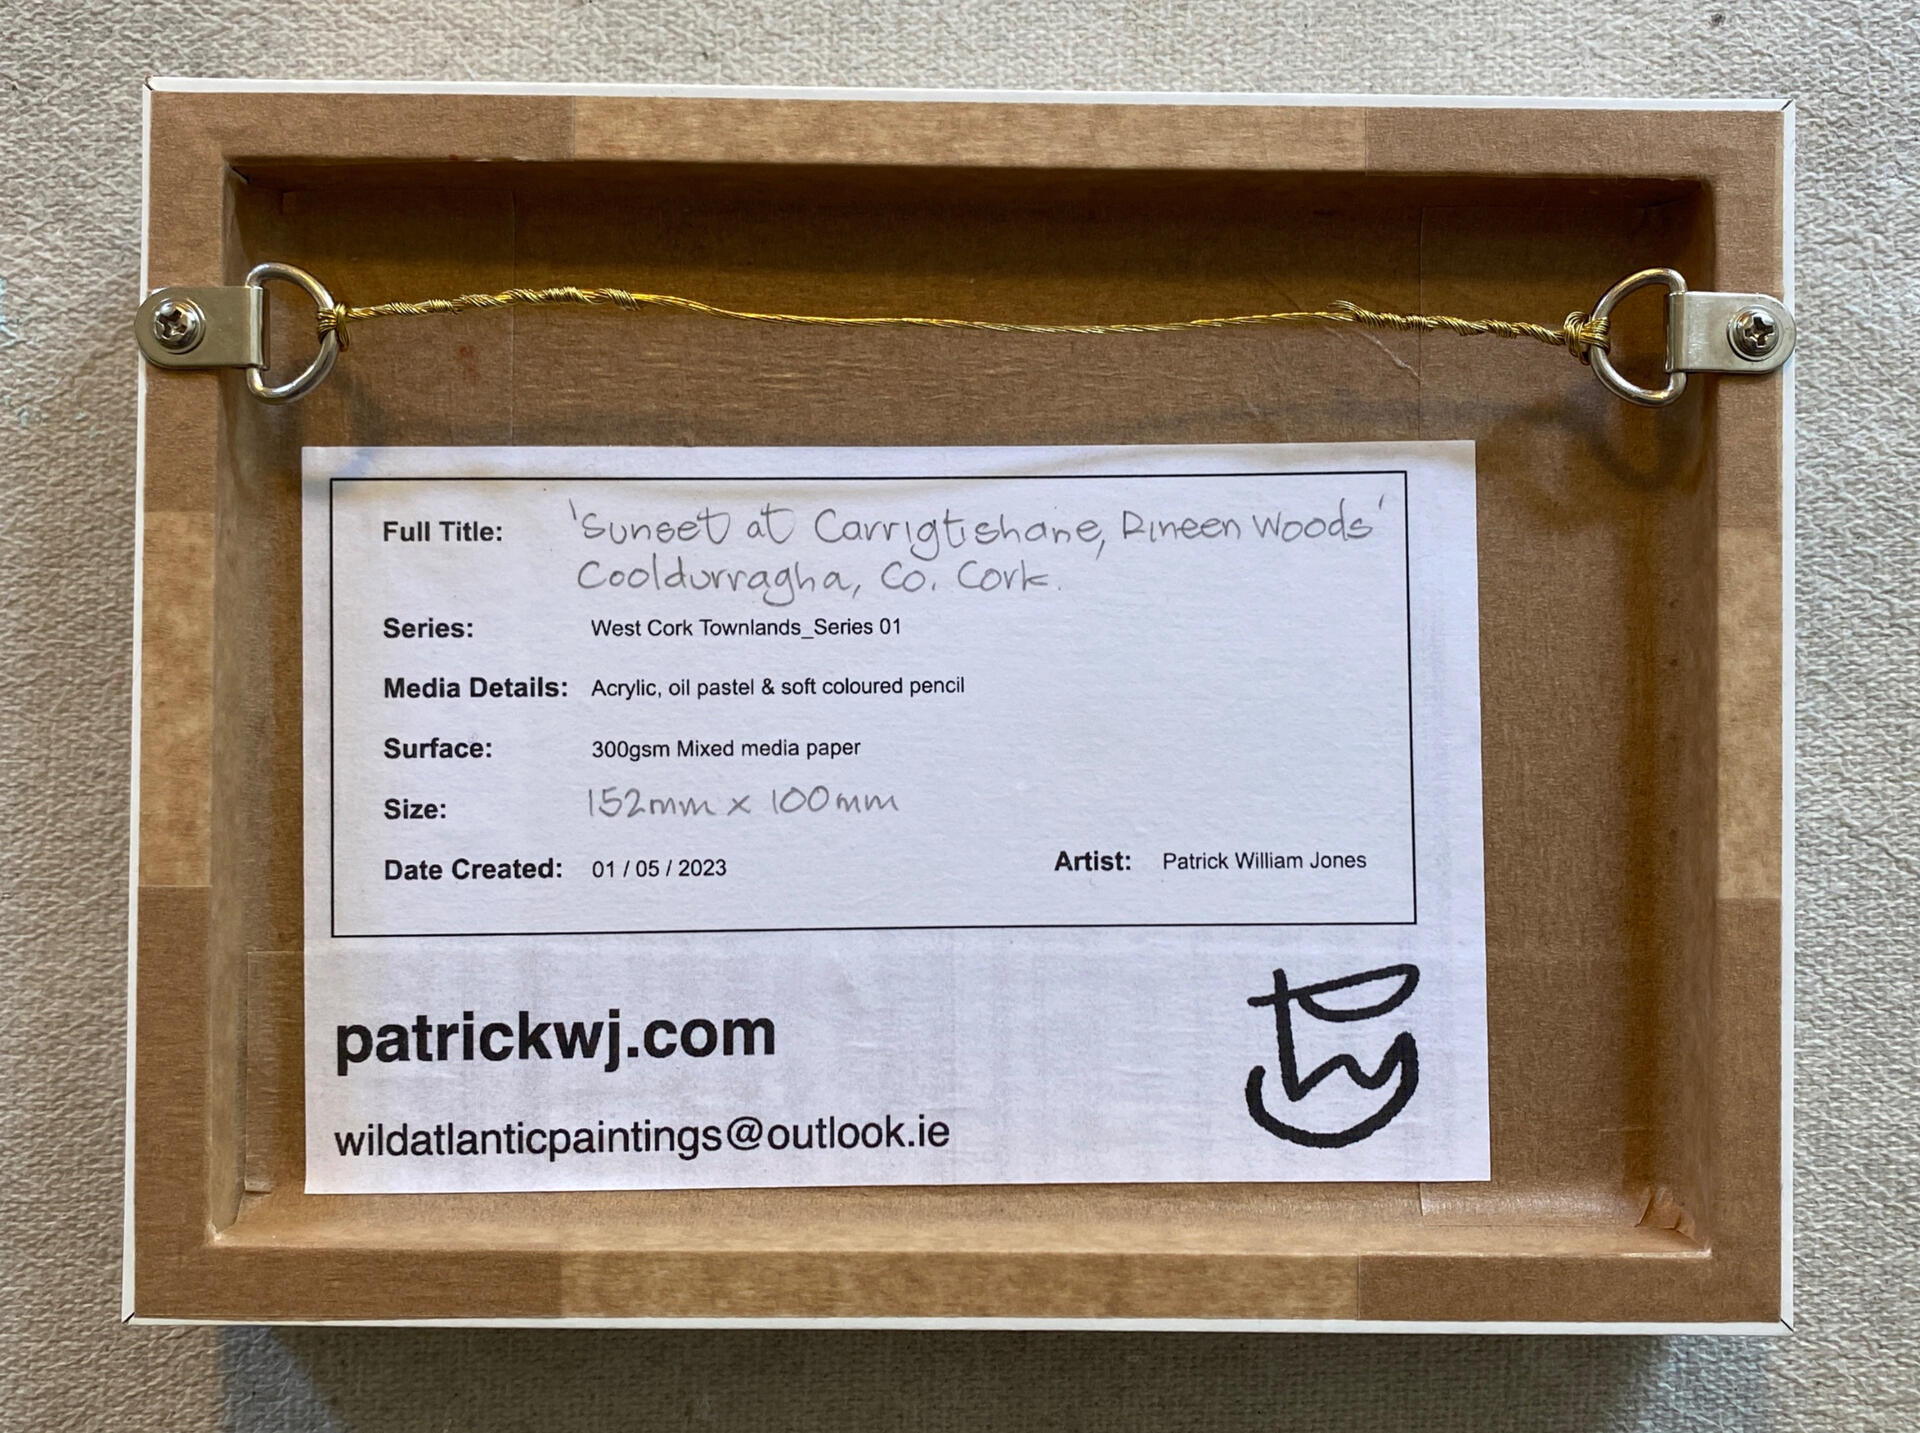 Full Title: 'Sunset at Carrigtishane, Rineen Woods'
Cooldurragha, Co. Cork.
Series: West Cork Townlands_Series 01
Media Details: Acrylic, oil pastel & soft coloured pencil
Surface: 300gsm Mixed media paper
Size: 152mm x 100mm
Date Created: 01 / 05 / 2023 Artist: Patrick William Jones
patrickwj.com
wildatlanticpaintings@outlook.ie